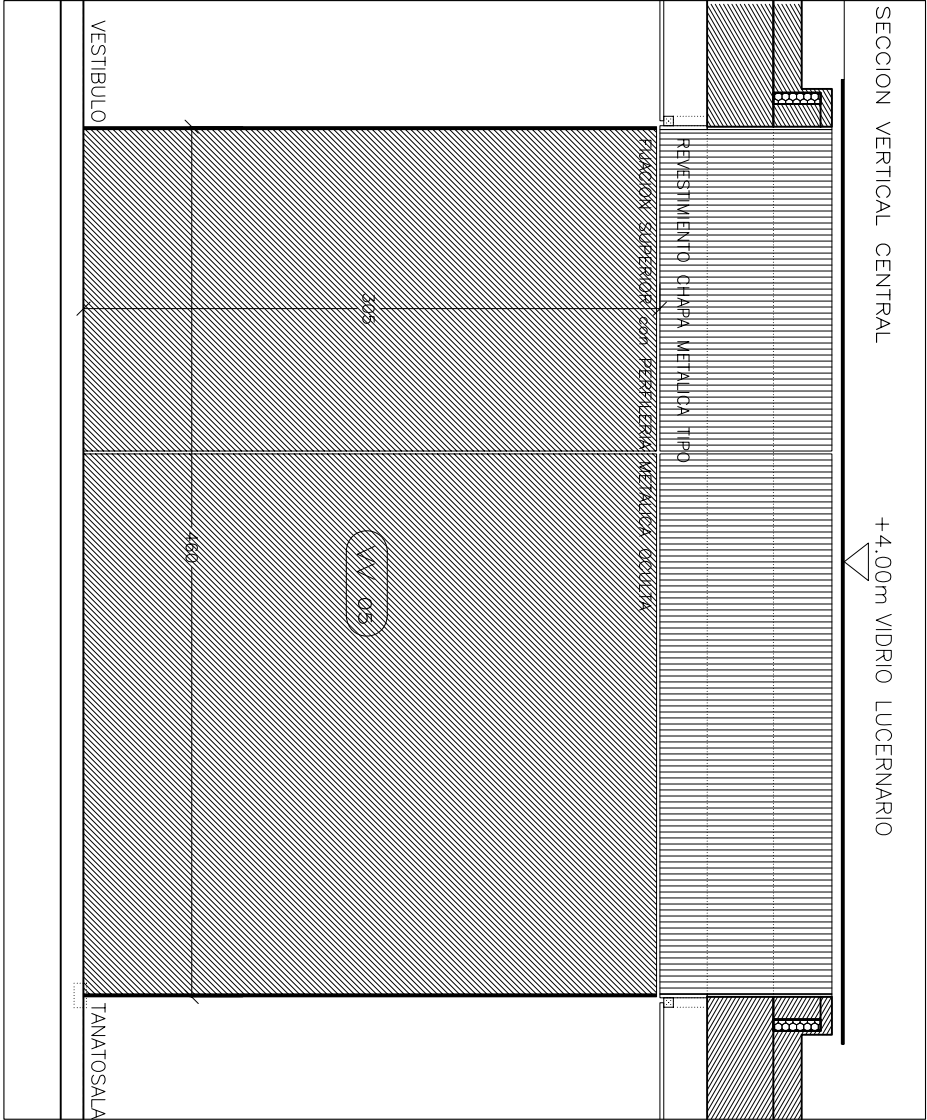 SECCION VERTICAL CENTRAL
+4.00m VIDRIO LUCERNARIO
REVESTIMIENTO CHAPA METALICA TIPO
FIJACION SUPERIOR con PERFILERIA METALICA OCULTA
305
VV 05
460
VESTIBULO
TANATOSALA